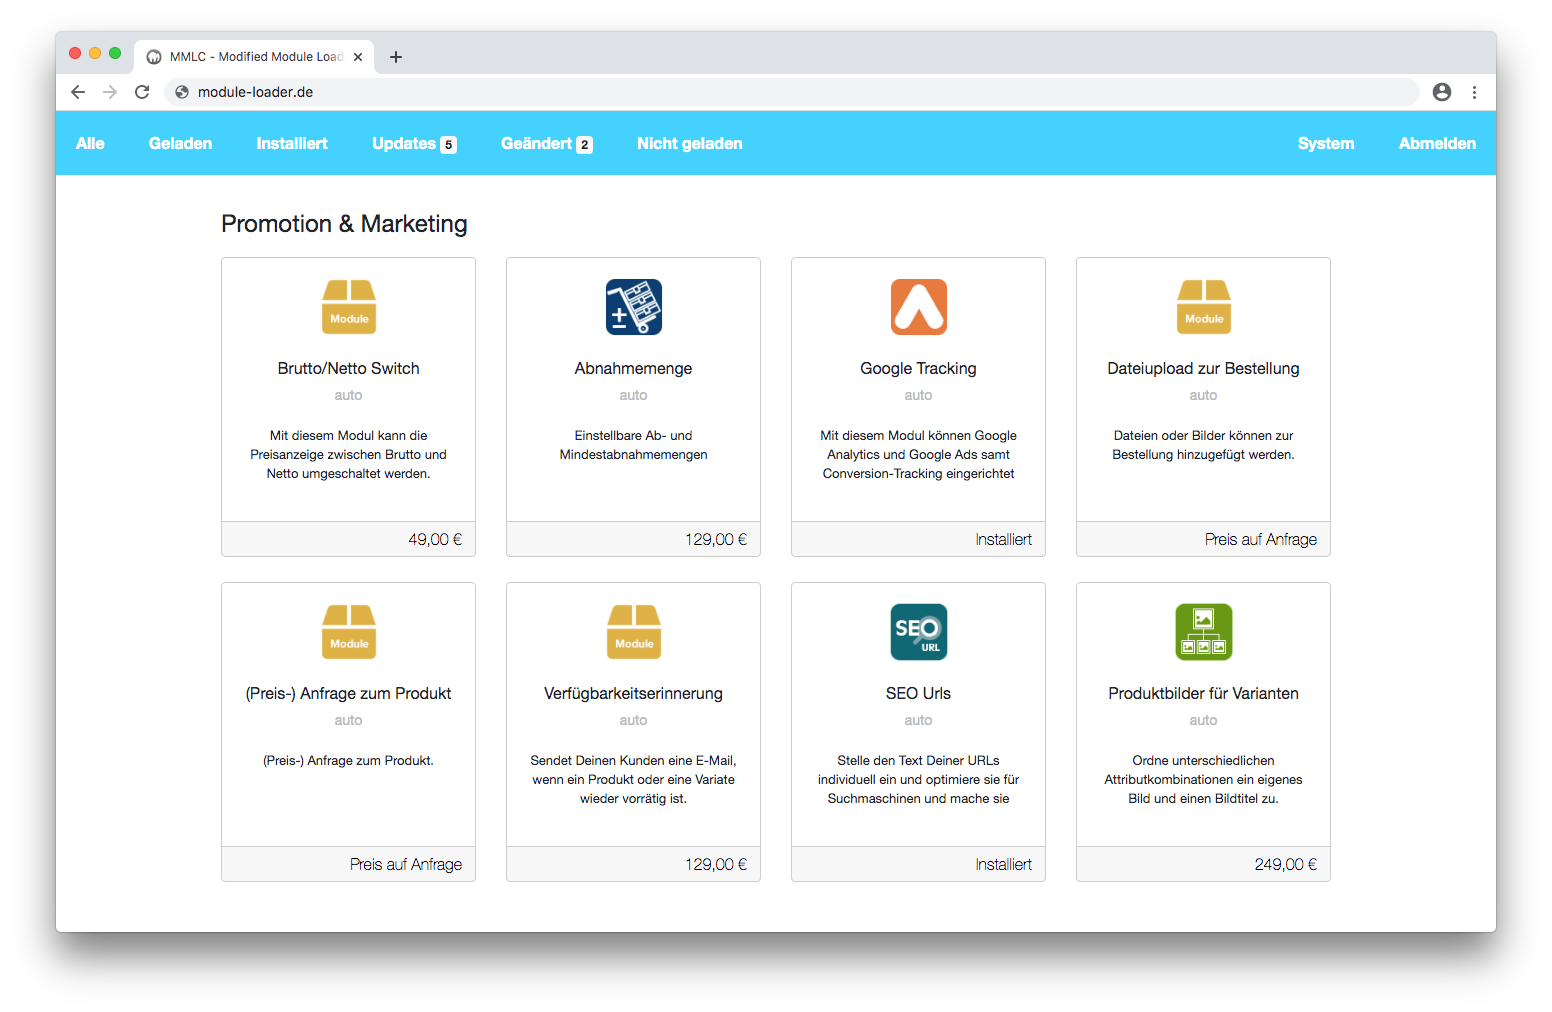 MMLC - Modified Module Load
module-loader.de
Alle Geladen Installiert Updates 5 Geändert 2 Nicht geladen System Abmelden
Promotion & Marketing
Module
Brutto/Netto Switch
auto
Mit diesem Modul kann die
Preisanzeige zwischen Brutto und
Netto umgeschaltet werden.
49,00 €
Abnahmemenge
auto
Einstellbare Ab- und
Mindestabnahmemengen
129,00 €
Google Tracking
auto
Mit diesem Modul können Google
Analytics und Google Ads samt
Conversion-Tracking eingerichtet
Installiert
Module
Dateiupload zur Bestellung
auto
Dateien oder Bilder können zur
Bestellung hinzugefügt werden.
Preis auf Anfrage
Module
(Preis-) Anfrage zum Produkt
auto
(Preis-) Anfrage zum Produkt.
Preis auf Anfrage
Module
Verfügbarkeitserinnerung
auto
Sendet Deinen Kunden eine E-Mail,
wenn ein Produkt oder eine Variate
wieder vorrätig ist.
129,00 €
SEO
URL
SEO Urls
auto
Stelle den Text Deiner URLs
individuell ein und optimiere sie für
Suchmaschinen und mache sie
Installiert
Produktbilder für Varianten
auto
Ordne unterschiedlichen
Attributkombinationen ein eigenes
Bild und einen Bildtitel zu.
249,00 €